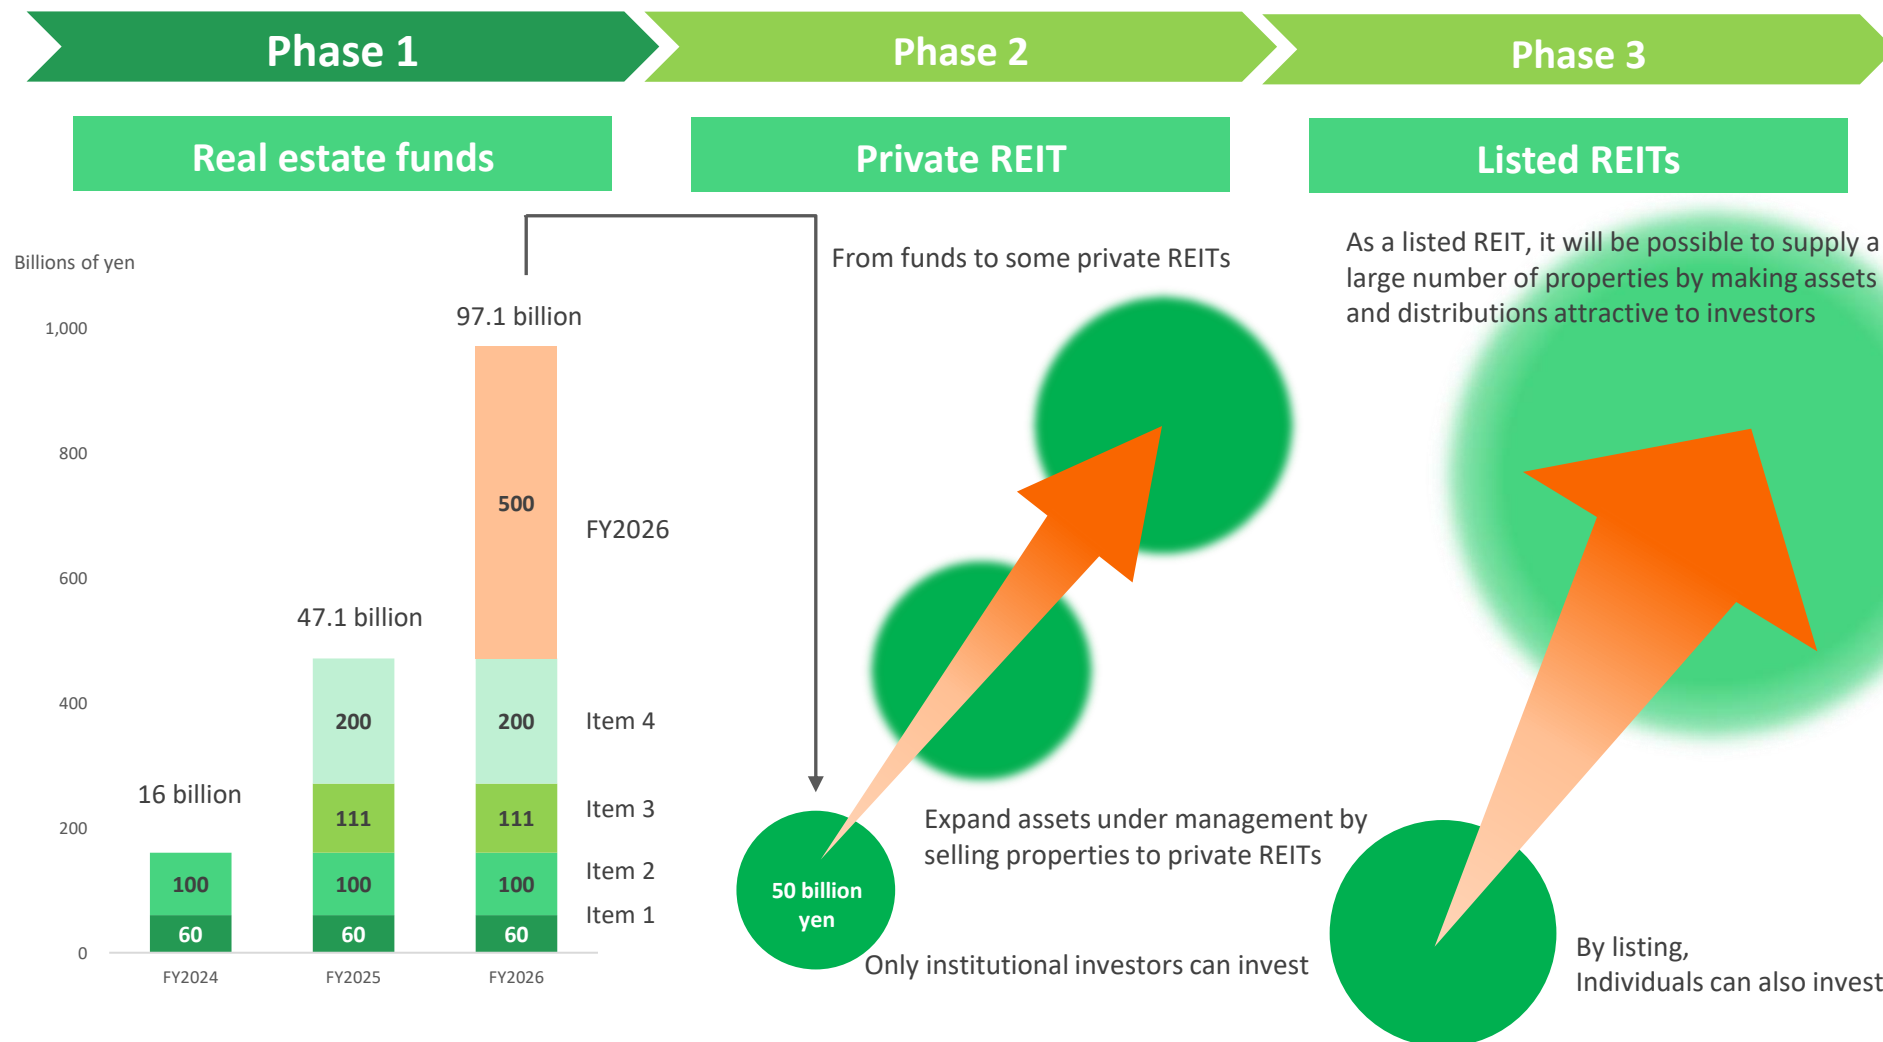 Phase 1
Phase 2
Phase 3
Real estate funds
Private REIT
Listed REITs
Billions of yen
1,000
800
600
400
200
0
16 billion
47.1 billion
97.1 billion
100
60
200
111
100
60
500
200
111
100
60
FY2026
Item 4
Item 3
Item 2
Item 1
FY2024
FY2025
FY2026
From funds to some private REITs
Expand assets under management by
selling properties to private REITs
50 billion
yen
Only institutional investors can invest
As a listed REIT, it will be possible to supply a
large number of properties by making assets
and distributions attractive to investors
By listing,
Individuals can also invest